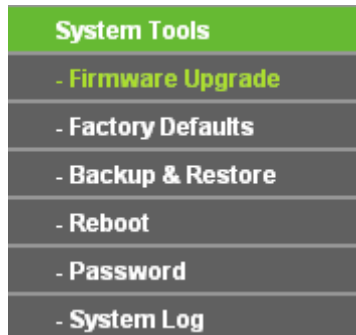 System Tools
- Firmware Upgrade
- Factory Defaults
- Backup & Restore
- Reboot
- Password
- System Log